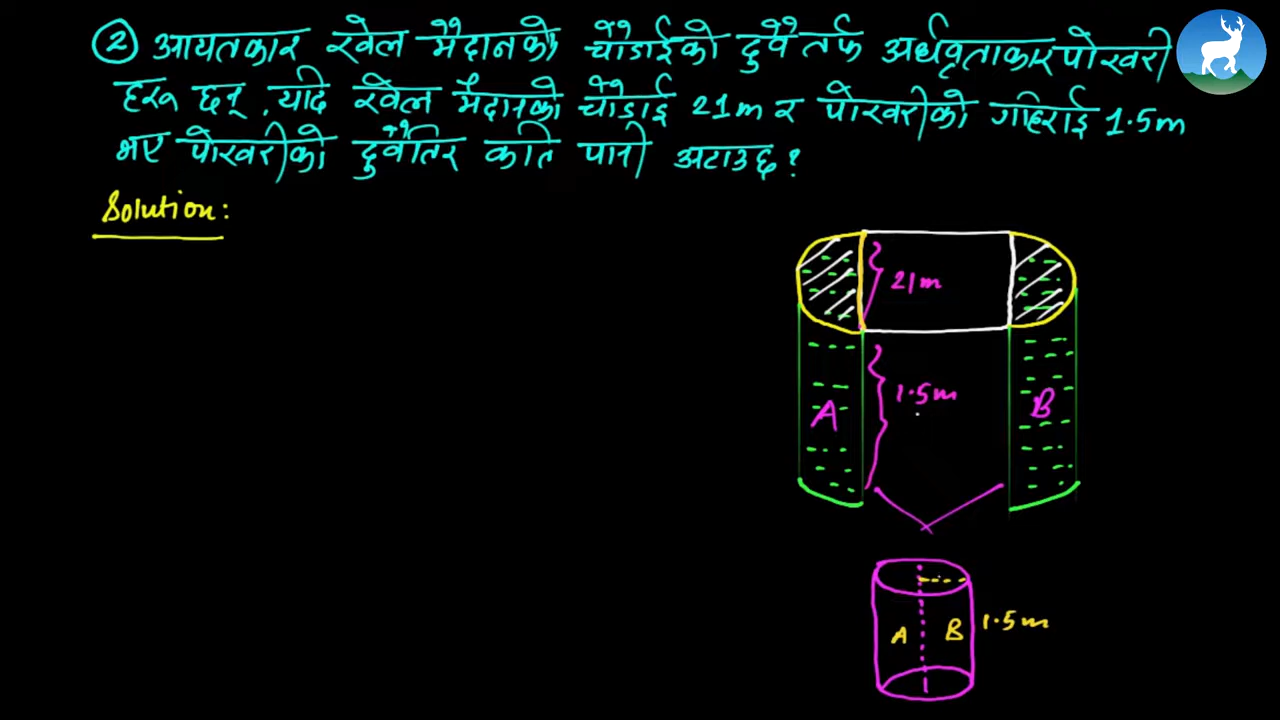 ② आयतकार खेल मैदानको चौडाईको दुवै तर्फ अर्धवृताकार पोखरी
हरू छन् . यदि खेल मैदानको चौडाई 21m र पोखरीको गहिराई 1.5m
भए पोखरीको दुवैतिर कति पानी अटाउछ ?
Solution:
21m
1.5m
A
B
A
B
1.5m